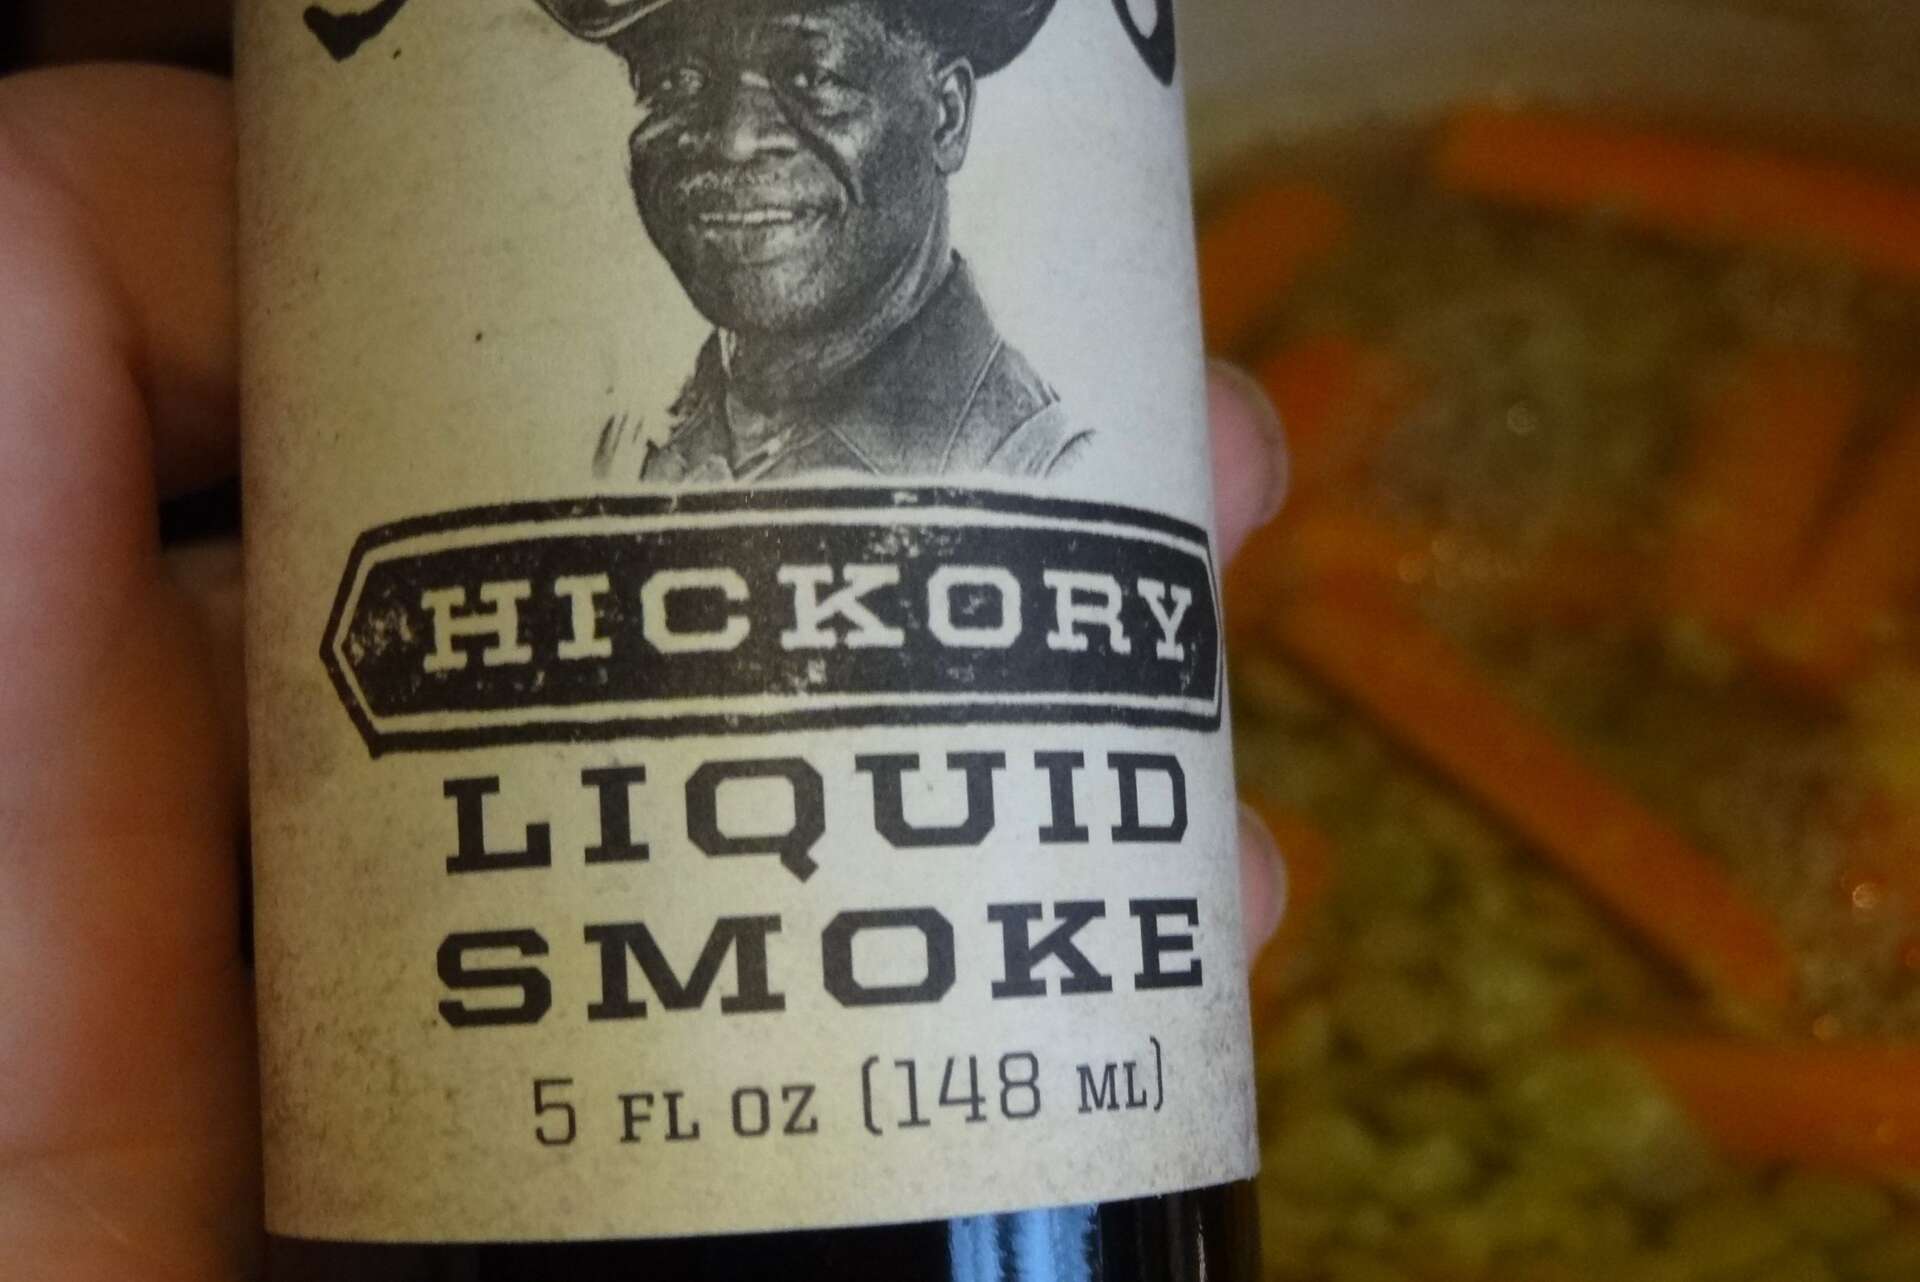 HICKORY
LIQUID
SMOKE
5 FL OZ (148 ML)